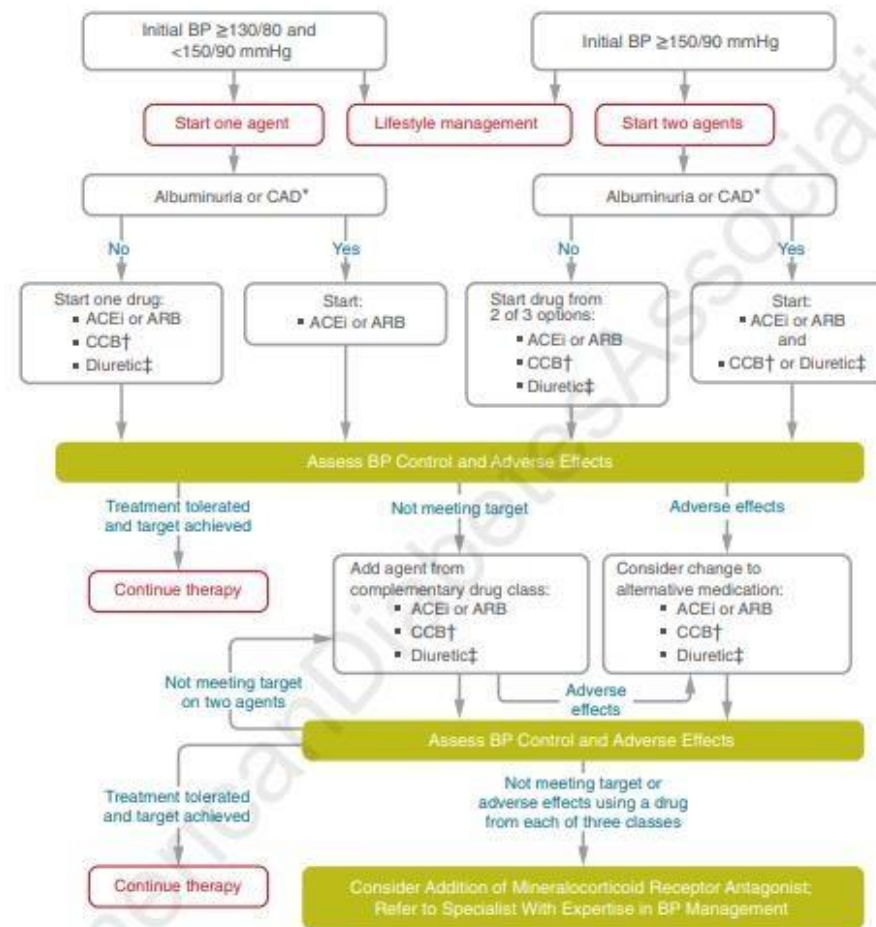 Initial BP ≥130/80 and
<150/90 mmHg
Initial BP ≥150/90 mmHg
Start one agent
Lifestyle management
Start two agents
Albuminuria or CAD*
Albuminuria or CAD*
No
Yes
No
Yes
Start one drug:
▪ ACEi or ARB
▪ CCB†
▪ Diuretic‡
Start:
▪ ACEi or ARB
Start drug from
2 of 3 options:
▪ ACEi or ARB
▪ CCB†
▪ Diuretic‡
Start:
▪ ACEi or ARB
and
▪ CCB† or Diuretic‡
Assess BP Control and Adverse Effects
Treatment tolerated
and target achieved
Not meeting target
Adverse effects
Continue therapy
Add agent from
complementary drug class:
▪ ACEi or ARB
▪ CCB†
▪ Diuretic‡
Consider change to
alternative medication:
▪ ACEi or ARB
▪ CCB†
▪ Diuretic‡
Not meeting target
on two agents
Adverse
effects
Assess BP Control and Adverse Effects
Treatment tolerated
and target achieved
Not meeting target or
adverse effects using a drug
from each of three classes
Continue therapy
Consider Addition of Mineralocorticoid Receptor Antagonist;
Refer to Specialist With Expertise in BP Management
mericanDiabetesAssociati